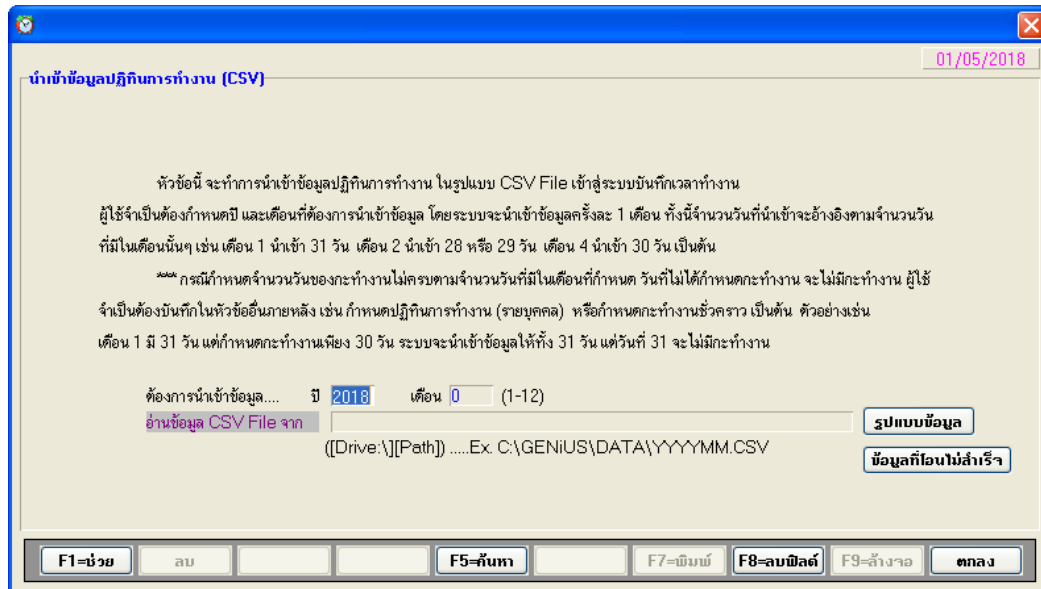 01/05/2018
นำเข้าข้อมูลปฏิทินการทำงาน (CSV)
หัวข้อนี้ จะทำการนำเข้าข้อมูลปฏิทินการทำงาน ในรูปแบบ CSV File เข้าสู่ระบบบันทึกเวลาทำงาน
ผู้ใช้จำเป็นต้องกำหนดปี และเดือนที่ต้องการนำเข้าข้อมูล โดยระบบจะนำเข้าข้อมูลครั้งละ 1 เดือน ทั้งนี้จำนวนวันที่นำเข้าจะอ้างอิงตามจำนวนวัน
ที่มีในเดือนนั้นๆ เช่น เดือน 1 นำเข้า 31 วัน เดือน 2 นำเข้า 28 หรือ 29 วัน เดือน 4 นำเข้า 30 วัน เป็นต้น
**** กรณีกำหนดจำนวนวันของกะทำงานไม่ครบตามจำนวนวันที่มีในเดือนที่กำหนด วันที่ไม่ได้กำหนดกะทำงาน จะไม่มีกะทำงาน ผู้ใช้
จำเป็นต้องบันทึกในหัวข้ออื่นภายหลัง เช่น กำหนดปฏิทินการทำงาน (รายบุคคล) หรือกำหนดกะทำงานชั่วคราว เป็นต้น ตัวอย่างเช่น
เดือน 1 มี 31 วัน แต่กำหนดกะทำงานเพียง 30 วัน ระบบจะนำเข้าข้อมูลให้ทั้ง 31 วัน แต่วันที่ 31 จะไม่มีกะทำงาน
ต้องการนำเข้าข้อมูล.... ปี 2018 เดือน 0 (1-12)
อ่านข้อมูล CSV File จาก รูปแบบข้อมูล
([Drive:\][Path]) .....Ex. C:\GENiUS\DATA\YYYYMM.CSV
ข้อมูลที่โอนไม่สำเร็จ
F1=ช่วย ลบ F5=ค้นหา F7=พิมพ์ F8=ลบฟิลด์ F9=ล้างจอ ตกลง